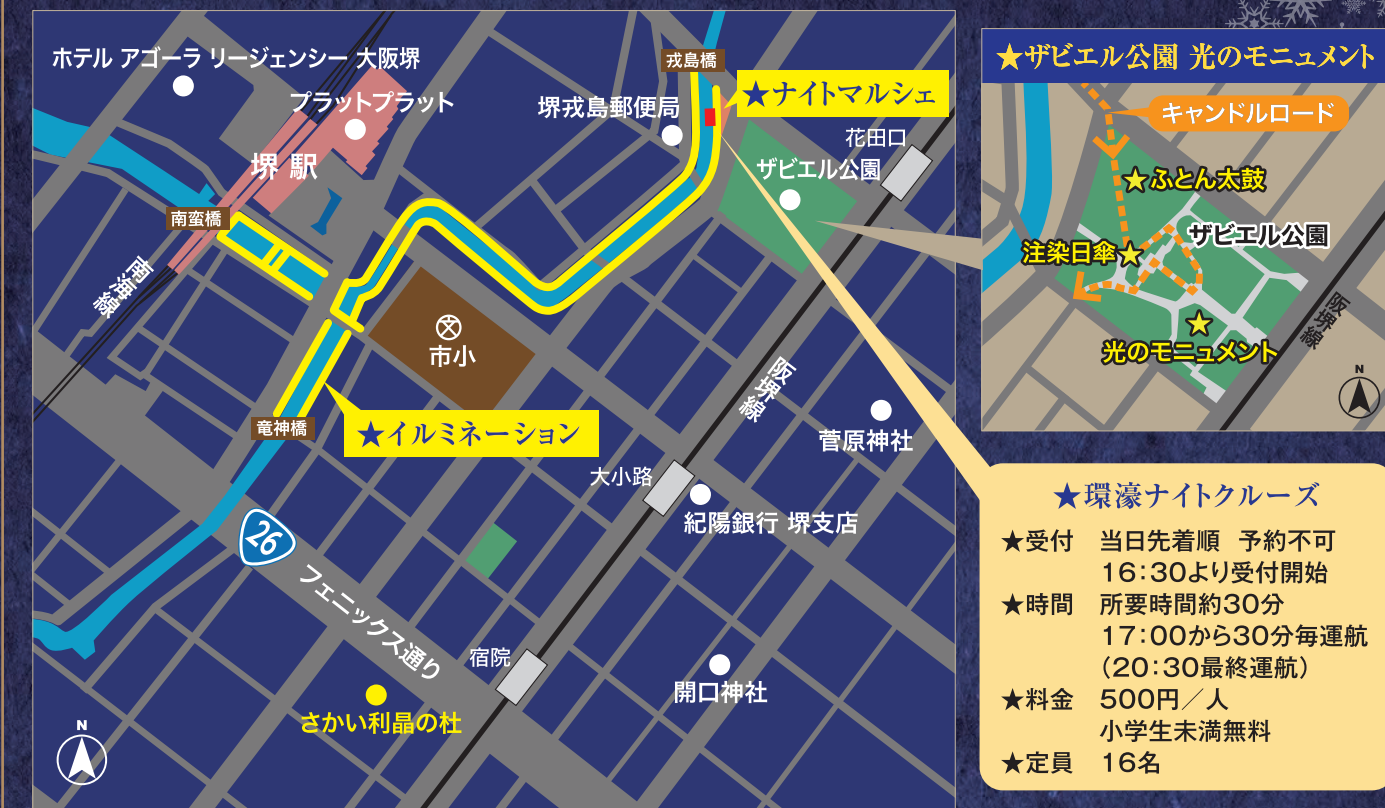 ホテル アゴーラ リージェンシー 大阪堺
プラットプラット
堺 駅
南蛮橋
南海線
戎島橋
★ナイトマルシェ
堺戎島郵便局
花田口
ザビエル公園
文
市小
竜神橋
★イルミネーション
阪堺線
菅原神社
大小路
紀陽銀行 堺支店
26
フェニックス通り
宿院
開口神社
さかい利晶の杜
N
★ザビエル公園 光のモニュメント
キャンドルロード
★ふとん太鼓
ザビエル公園
注染日傘★
★
光のモニュメント
阪堺線
N
★環濠ナイトクルーズ
★受付 当日先着順 予約不可
16:30より受付開始
★時間 所要時間約30分
17:00から30分毎運航
(20:30最終運航)
★料金 500円／人
小学生未満無料
★定員 16名